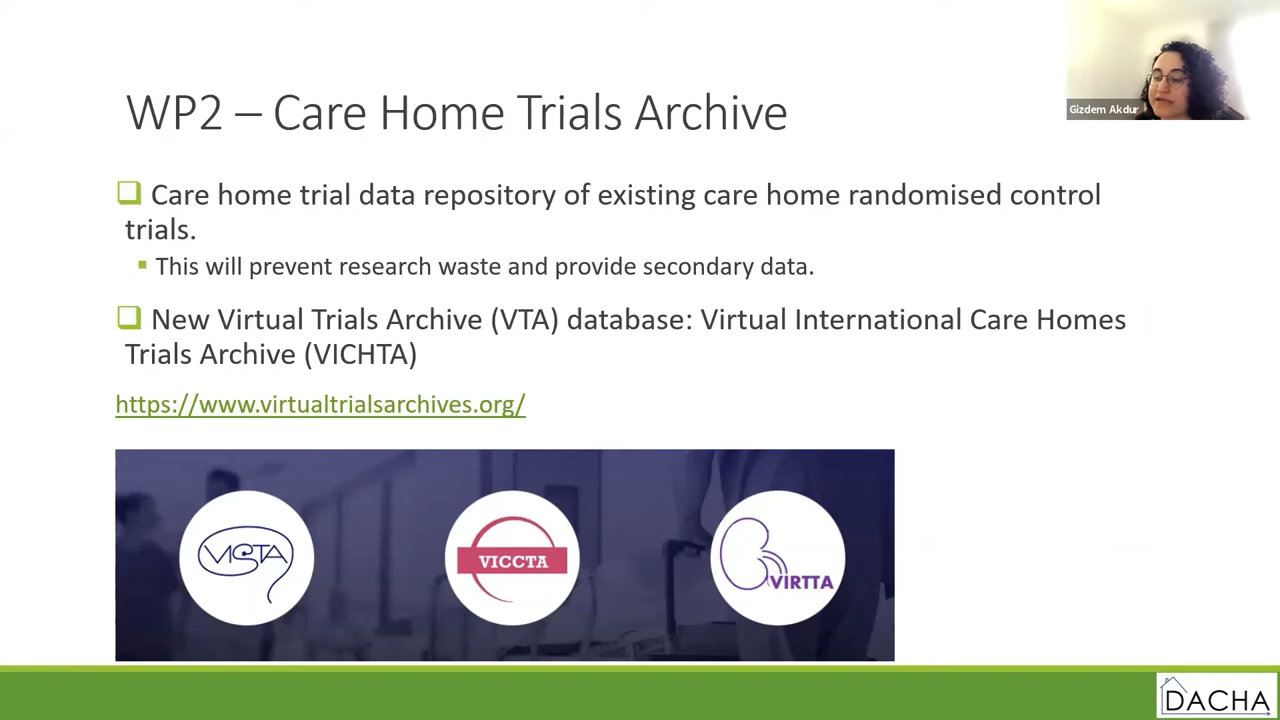 Gizdem Akdur
WP2 – Care Home Trials Archive
Care home trial data repository of existing care home randomised control
trials.
This will prevent research waste and provide secondary data.
New Virtual Trials Archive (VTA) database: Virtual International Care Homes
Trials Archive (VICHTA)
https://www.virtualtrialsarchives.org/
VISTA
VICCTA
VIRTTA
DACHA